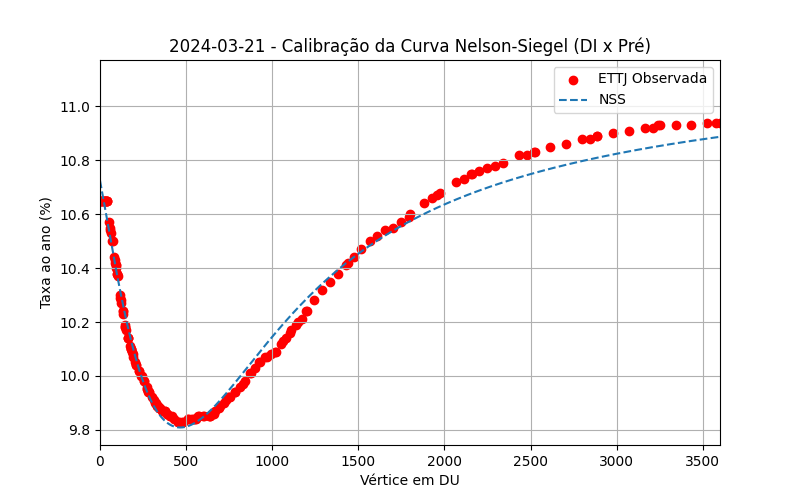 2024-03-21 - Calibração da Curva Nelson-Siegel (DI x Pré)
ETTJ Observada
NSS
11.0
10.8
10.6
10.4
10.2
10.0
9.8
Taxa ao ano (%)
0 500 1000 1500 2000 2500 3000 3500
Vértice em DU